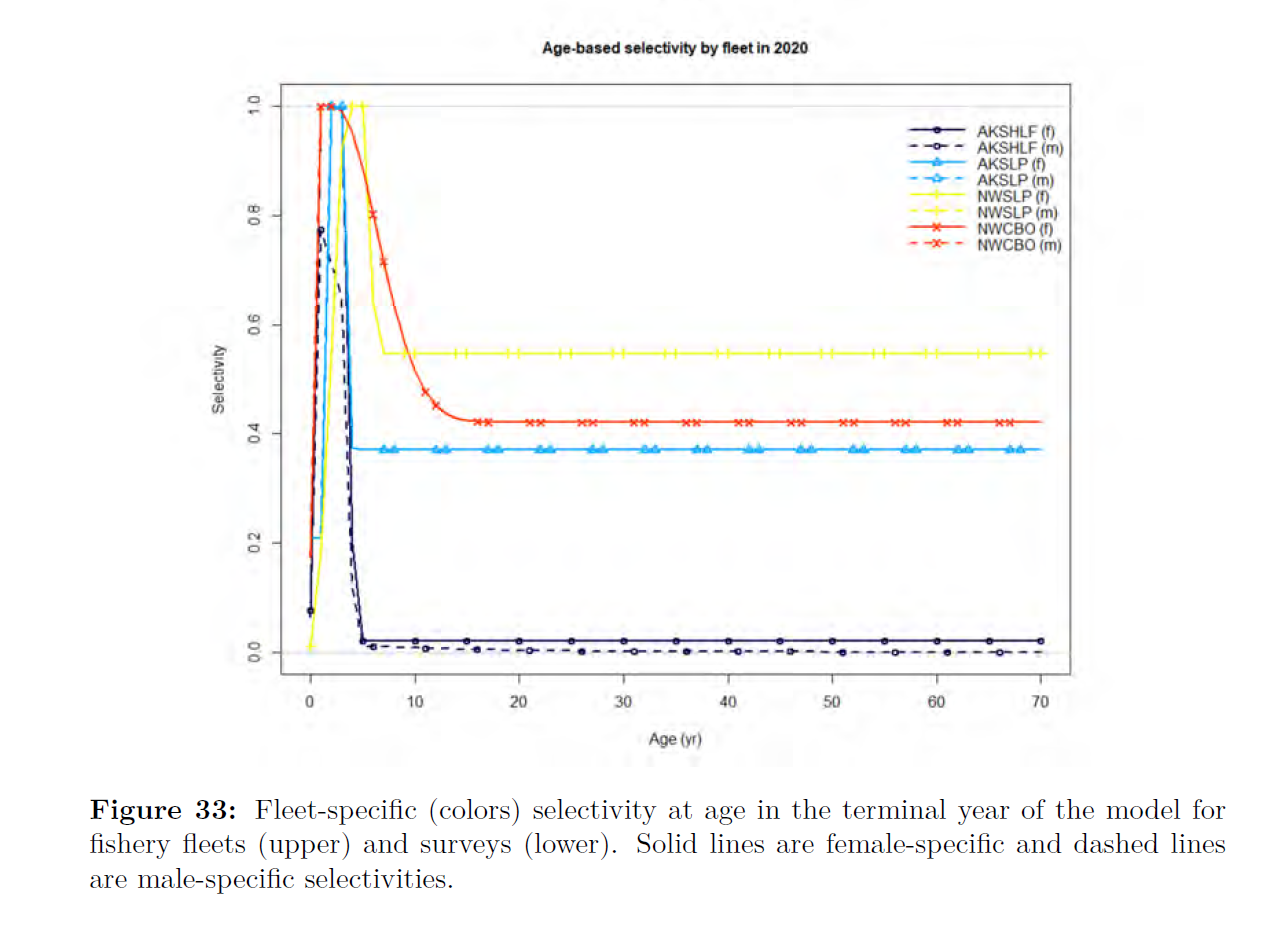 Age-based selectivity by fleet in 2020
1.0
0.8
0.6
0.4
0.2
0.0
Selectivity
AKSHLF (f)
AKSHLF (m)
AKSLP (f)
AKSLP (m)
NWSLP (f)
NWSLP (m)
NWCBO (f)
NWCBO (m)
0 10 20 30 40 50 60 70
Age (yr)
Figure 33: Fleet-specific (colors) selectivity at age in the terminal year of the model for
fishery fleets (upper) and surveys (lower). Solid lines are female-specific and dashed lines
are male-specific selectivities.